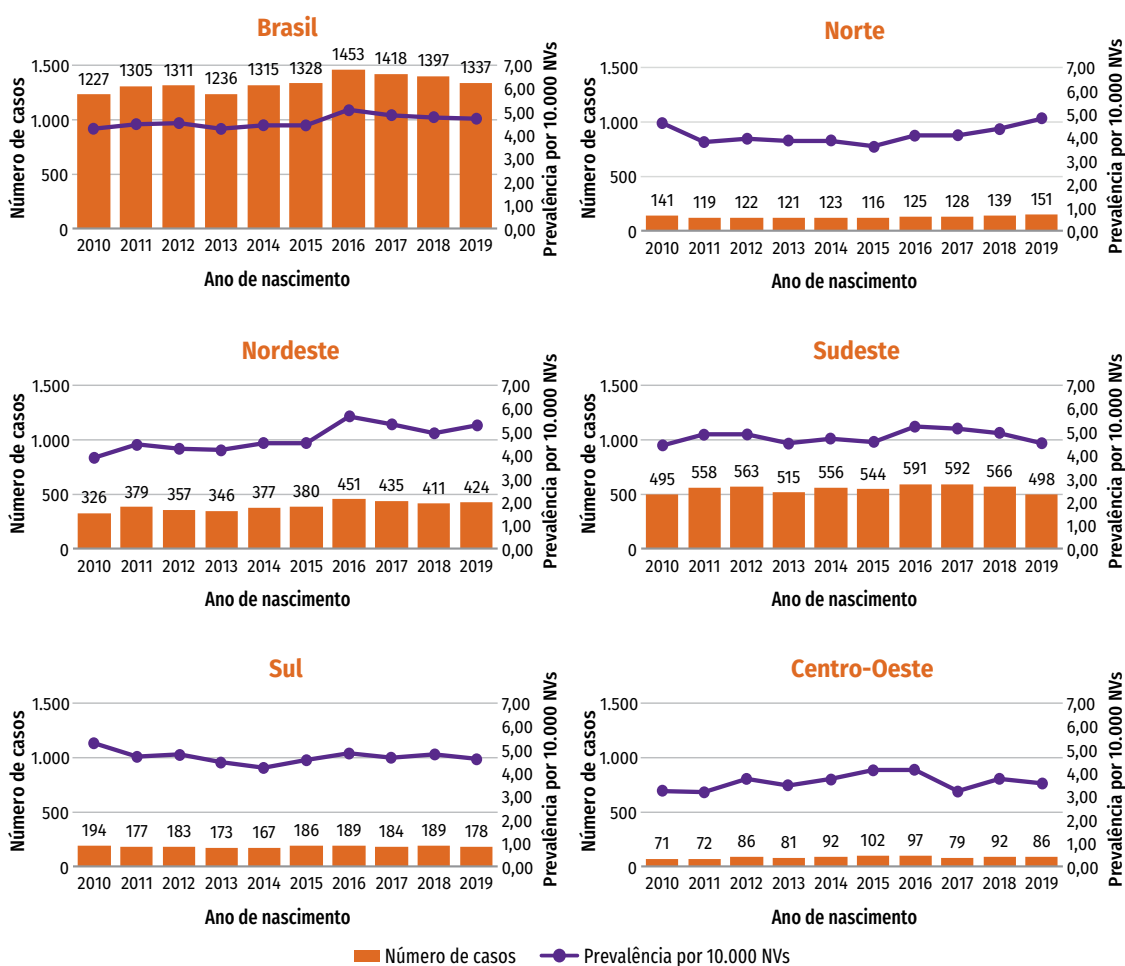 Brasil
Número de casos
1.500
1.000
500
0
1227 1305 1311 1236 1315 1328 1453 1418 1397 1337
7,00
6,00
5,00
4,00
3,00
2,00
1,00
0,00
Prevalência por 10.000 NVs
2010 2011 2012 2013 2014 2015 2016 2017 2018 2019
Ano de nascimento
Norte
Número de casos
1.500
1.000
500
0
141 119 122 121 123 116 125 128 139 151
7,00
6,00
5,00
4,00
3,00
2,00
1,00
0,00
Prevalência por 10.000 NVs
2010 2011 2012 2013 2014 2015 2016 2017 2018 2019
Ano de nascimento
Nordeste
Número de casos
1.500
1.000
500
0
326 379 357 346 377 380 451 435 411 424
7,00
6,00
5,00
4,00
3,00
2,00
1,00
0,00
Prevalência por 10.000 NVs
2010 2011 2012 2013 2014 2015 2016 2017 2018 2019
Ano de nascimento
Sudeste
Número de casos
1.500
1.000
500
0
495 558 563 515 556 544 591 592 566 498
7,00
6,00
5,00
4,00
3,00
2,00
1,00
0,00
Prevalência por 10.000 NVs
2010 2011 2012 2013 2014 2015 2016 2017 2018 2019
Ano de nascimento
Sul
Número de casos
1.500
1.000
500
0
194 177 183 173 167 186 189 184 189 178
7,00
6,00
5,00
4,00
3,00
2,00
1,00
0,00
Prevalência por 10.000 NVs
2010 2011 2012 2013 2014 2015 2016 2017 2018 2019
Ano de nascimento
Centro-Oeste
Número de casos
1.500
1.000
500
0
71 72 86 81 92 102 97 79 92 86
7,00
6,00
5,00
4,00
3,00
2,00
1,00
0,00
Prevalência por 10.000 NVs
2010 2011 2012 2013 2014 2015 2016 2017 2018 2019
Ano de nascimento
Número de casos Prevalência por 10.000 NVs